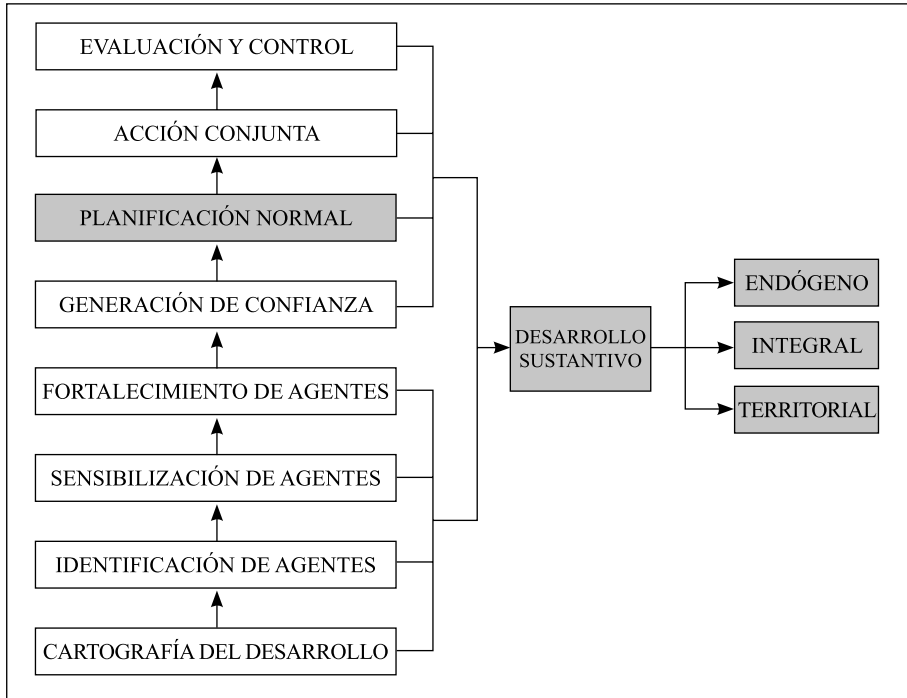 EVALUACIÓN Y CONTROL
ACCIÓN CONJUNTA
PLANIFICACIÓN NORMAL
GENERACIÓN DE CONFIANZA
FORTALECIMIENTO DE AGENTES
SENSIBILIZACIÓN DE AGENTES
IDENTIFICACIÓN DE AGENTES
CARTOGRAFÍA DEL DESARROLLO
DESARROLLO
SUSTANTIVO
ENDÓGENO
INTEGRAL
TERRITORIAL